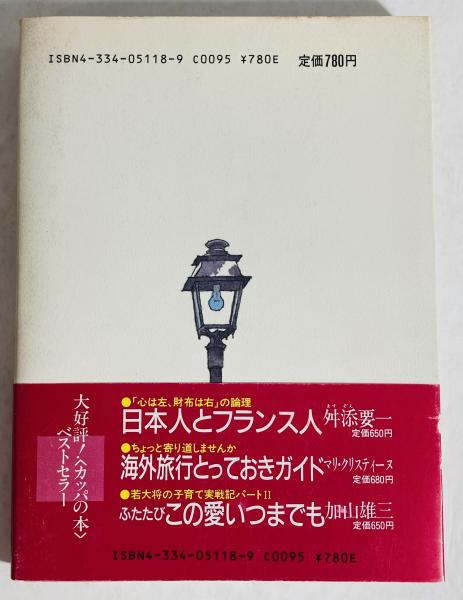 ISBN4-334-05118-9 C0095 ¥780E 定価780円
大好評!〈カッパの本〉
ベストセラー
●「心は左、財布は右」の論理
日本人とフランス人 舛添要一
ます ぞえ
定価650円
●ちょっと寄り道しませんか
海外旅行とっておきガイド マリ・クリスティーヌ
定価680円
●若大将の子育て実戦記パートII
ふたたび この愛いつまでも 加山雄三
定価650円
ISBN4-334-05118-9 C0095 ¥780E